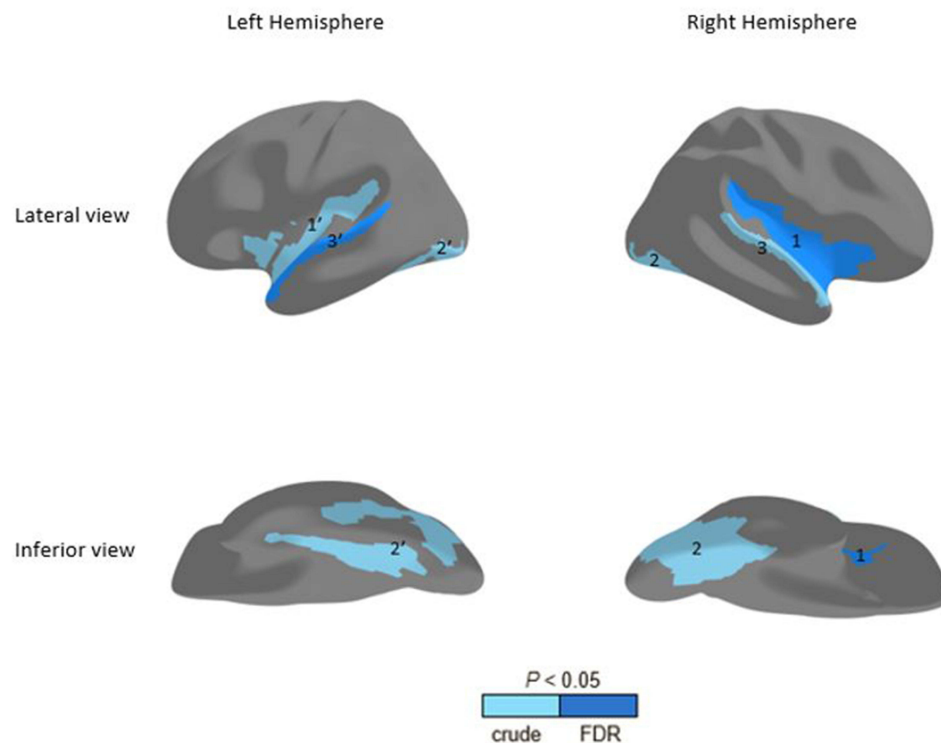 Left Hemisphere
Right Hemisphere
Lateral view
1′
3′
2′
2
3
1
Inferior view
2′
2
1
P < 0.05
crude
FDR